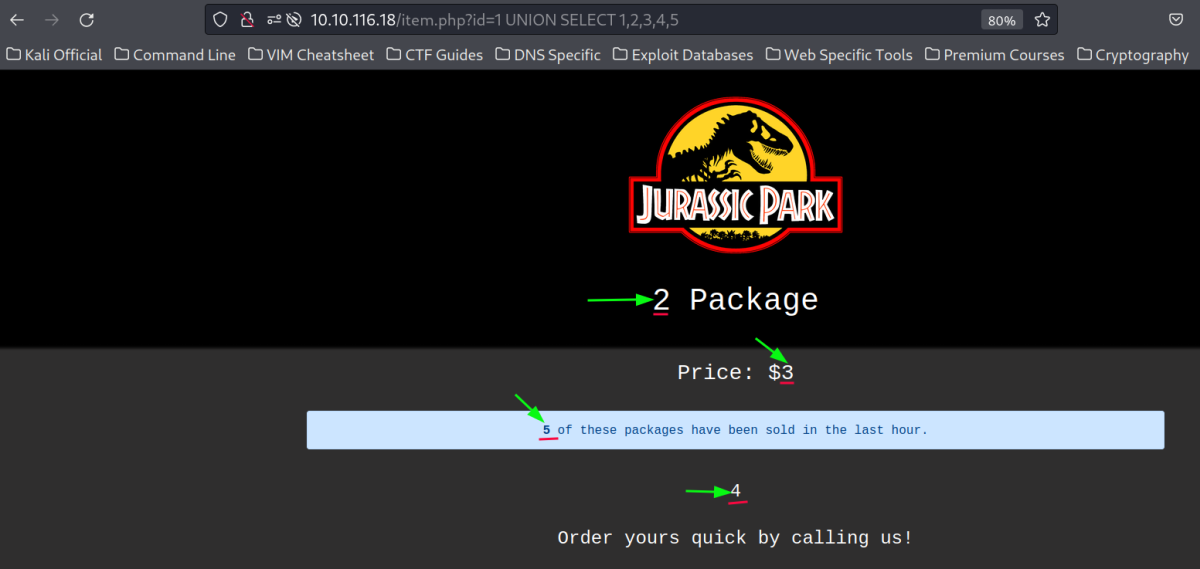 10.10.116.18/item.php?id=1 UNION SELECT 1,2,3,4,5
80%
Kali Official Command Line VIM Cheatsheet CTF Guides DNS Specific Exploit Databases Web Specific Tools Premium Courses Cryptography
JURASSIC PARK
2 Package
Price: $3
5 of these packages have been sold in the last hour.
4
Order yours quick by calling us!